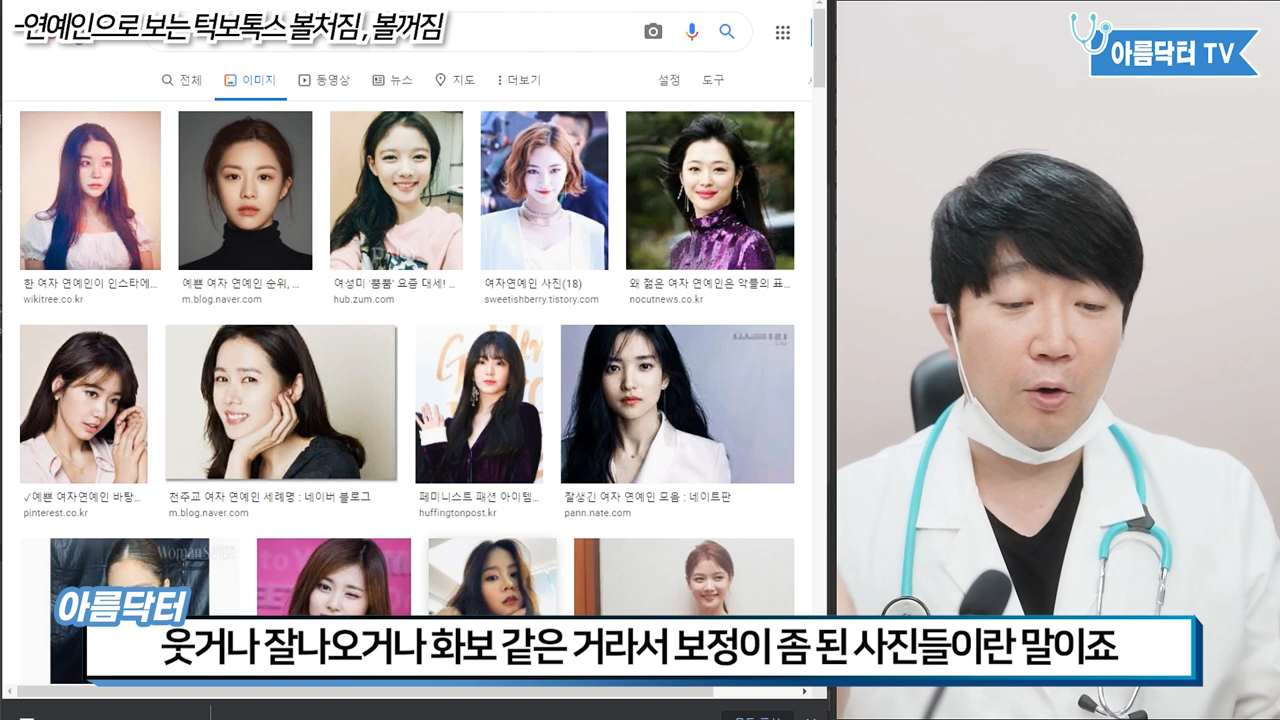 -연예인으로 보는 턱보톡스 볼처짐 , 볼꺼짐
아름닥터 TV
전체 이미지 동영상 뉴스 지도 더보기 설정 도구
한 여자 연예인이 인스타에...
wikitree.co.kr
예쁜 여자 연예인 순위, ...
m.blog.naver.com
여성미 '뿜뿜' 요즘 대세! ...
hub.zum.com
여자연예인 사진(18)
sweetishberry.tistory.com
왜 젊은 여자 연예인은 악플의 표...
nocutnews.co.kr
✓예쁜 여자연예인 바탕...
pinterest.co.kr
천주교 여자 연예인 세례명 : 네이버 블로그
m.blog.naver.com
페미니스트 패션 아이템...
huffingtonpost.kr
잘생긴 여자 연예인 모음 : 네이트판
pann.nate.com
WomanSense
아름닥터
웃거나 잘나오거나 화보 같은 거라서 보정이 좀 된 사진들이란 말이죠